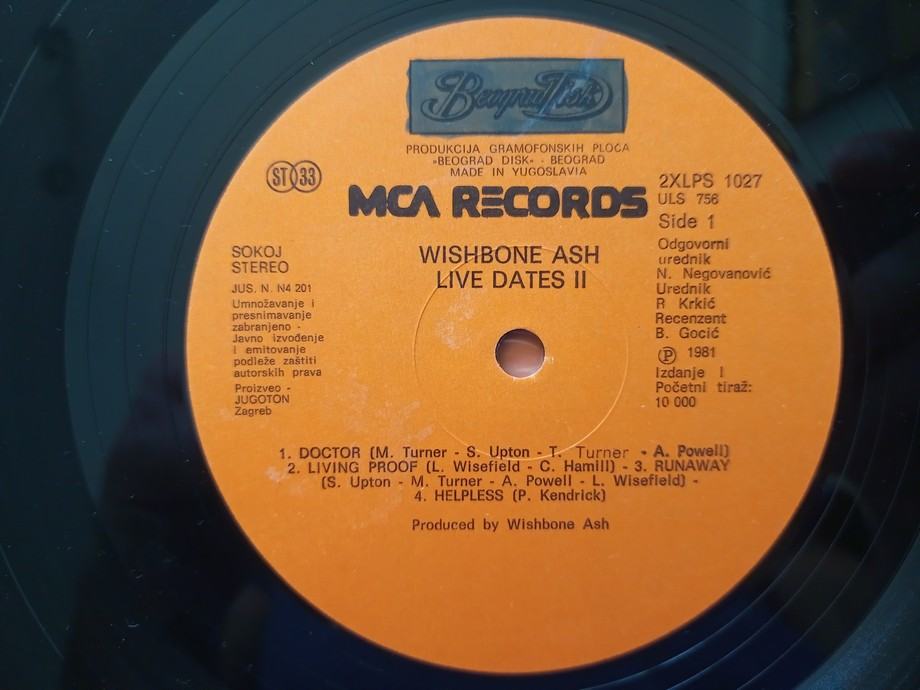 Beograd Disk
PRODUKCIJA GRAMOFONSKIH PLOČA
»BEOGRAD DISK« - BEOGRAD
MADE IN YUGOSLAVIA
ST 33
MCA RECORDS
2XLPS 1027
ULS 756
Side 1
SOKOJ
STEREO
JUS. N. N4 201
Umnožavanje i
presnimavanje
zabranjeno -
Javno izvođenje
i emitovanje
podleže zaštiti
autorskih prava
Proizveo -
JUGOTON
Zagreb
WISHBONE ASH
LIVE DATES II
Odgovorni
urednik
N. Negovanović
Urednik
R Krkić
Recenzent
B. Gocić
Ⓟ 1981
Izdanje I
Početni tiraž:
10 000
1. DOCTOR (M. Turner - S. Upton - T. Turner - A. Powell)
2. LIVING PROOF (L. Wisefield - C. Hamill) - 3. RUNAWAY
(S. Upton - M. Turner - A. Powell - L. Wisefield) -
4. HELPLESS (P. Kendrick)
Produced by Wishbone Ash